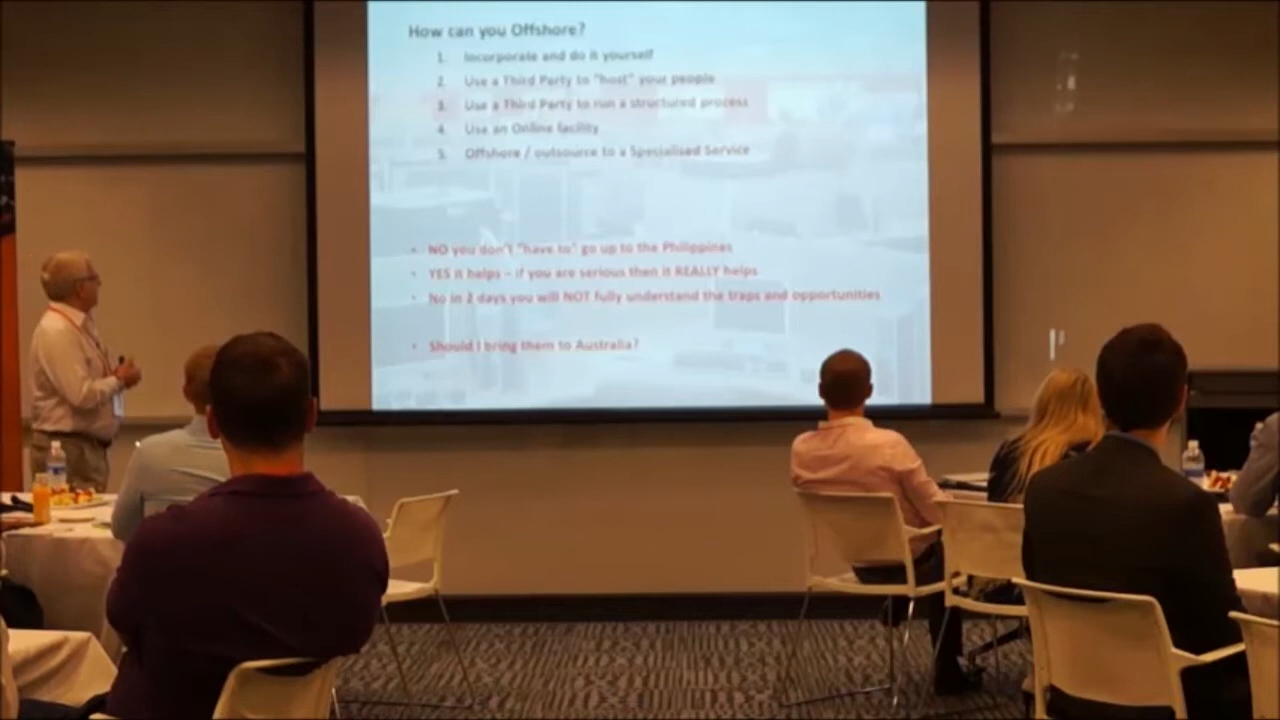 How can you Offshore?
1. Incorporate and do it yourself
2. Use a Third Party to "host" your people
3. Use a Third Party to run a structured process
4. Use an Online facility
5. Offshore / outsource to a Specialised Service
• NO you don't "have to" go up to the Philippines
• YES it helps – if you are serious then it REALLY helps
• No in 2 days you will NOT fully understand the traps and opportunities
• Should I bring them to Australia?